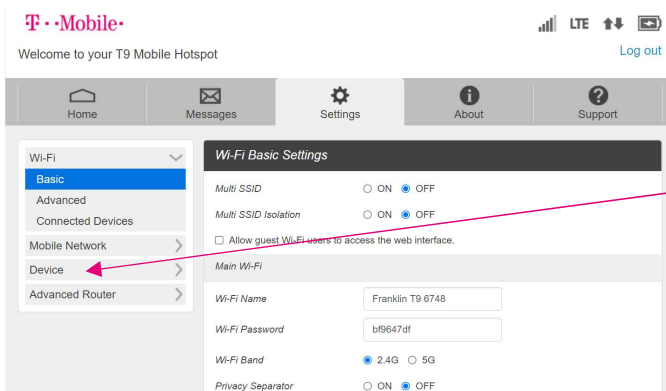 T··Mobile·
LTE
Welcome to your T9 Mobile Hotspot
Log out
Home
Messages
Settings
About
Support
Wi-Fi
Basic
Advanced
Connected Devices
Mobile Network
Device
Advanced Router
Wi-Fi Basic Settings
Multi SSID ON OFF
Multi SSID Isolation ON OFF
Allow guest Wi-Fi users to access the web interface.
Main Wi-Fi
Wi-Fi Name Franklin T9 6748
Wi-Fi Password bf9647df
Wi-Fi Band 2.4G 5G
Privacy Separator ON OFF